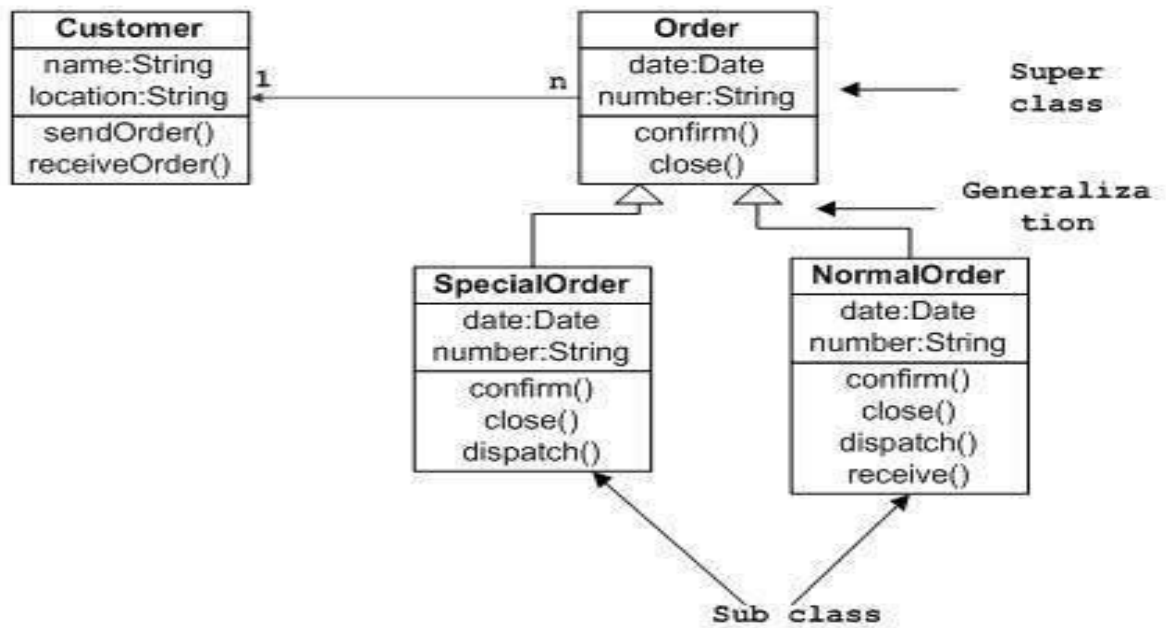 Customer
name:String
location:String
sendOrder()
receiveOrder()
1
n
Order
date:Date
number:String
confirm()
close()
Super
class
Generaliza
tion
SpecialOrder
date:Date
number:String
confirm()
close()
dispatch()
NormalOrder
date:Date
number:String
confirm()
close()
dispatch()
receive()
Sub class